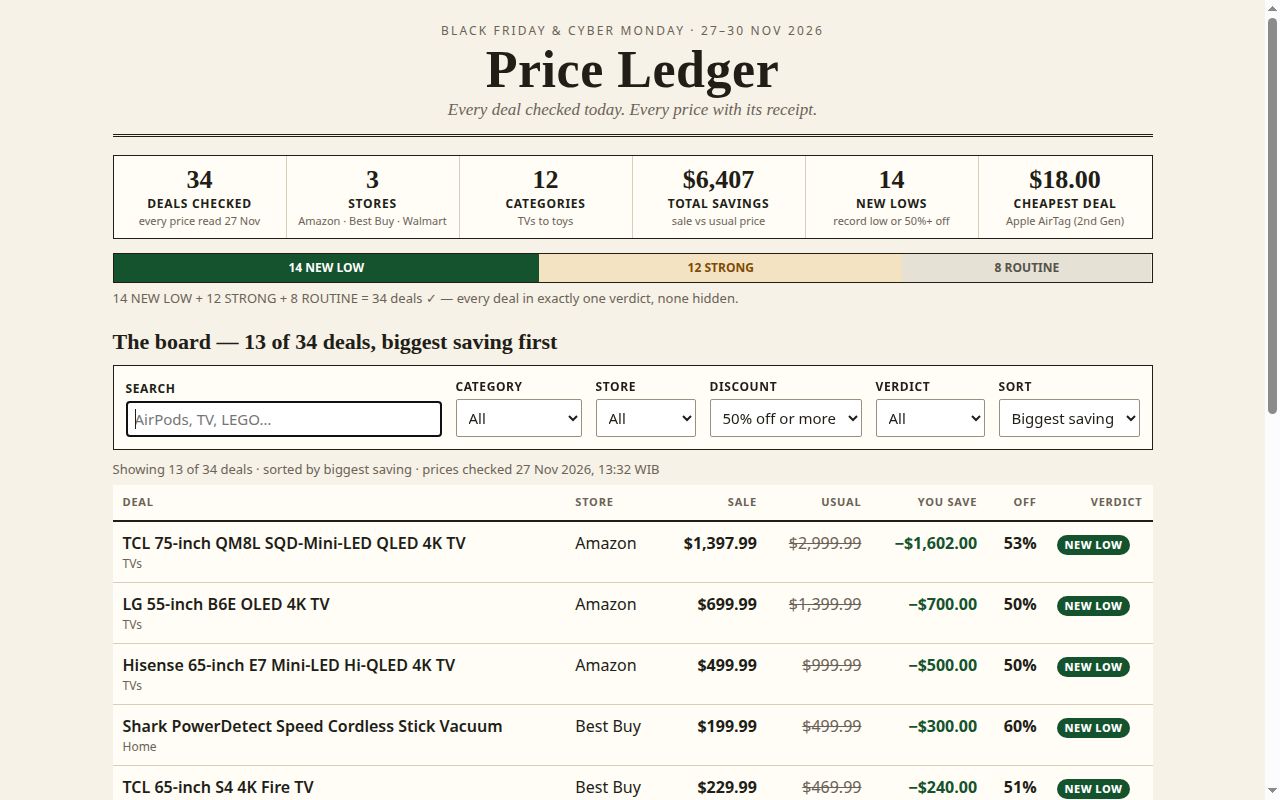 BLACK FRIDAY & CYBER MONDAY · 27–30 NOV 2026
Price Ledger
Every deal checked today. Every price with its receipt.
34
DEALS CHECKED
every price read 27 Nov
3
STORES
Amazon · Best Buy · Walmart
12
CATEGORIES
TVs to toys
$6,407
TOTAL SAVINGS
sale vs usual price
14
NEW LOWS
record low or 50%+ off
$18.00
CHEAPEST DEAL
Apple AirTag (2nd Gen)
14 NEW LOW 12 STRONG 8 ROUTINE
14 NEW LOW + 12 STRONG + 8 ROUTINE = 34 deals ✓ — every deal in exactly one verdict, none hidden.
The board — 13 of 34 deals, biggest saving first
SEARCH CATEGORY STORE DISCOUNT VERDICT SORT
AirPods, TV, LEGO… All All 50% off or more All Biggest saving
Showing 13 of 34 deals · sorted by biggest saving · prices checked 27 Nov 2026, 13:32 WIB
DEAL STORE SALE USUAL YOU SAVE OFF VERDICT
TCL 75-inch QM8L SQD-Mini-LED QLED 4K TV Amazon $1,397.99 $2,999.99 −$1,602.00 53% NEW LOW
TVs
LG 55-inch B6E OLED 4K TV Amazon $699.99 $1,399.99 −$700.00 50% NEW LOW
TVs
Hisense 65-inch E7 Mini-LED Hi-QLED 4K TV Amazon $499.99 $999.99 −$500.00 50% NEW LOW
TVs
Shark PowerDetect Speed Cordless Stick Vacuum Best Buy $199.99 $499.99 −$300.00 60% NEW LOW
Home
TCL 65-inch S4 4K Fire TV Best Buy $229.99 $469.99 −$240.00 51% NEW LOW